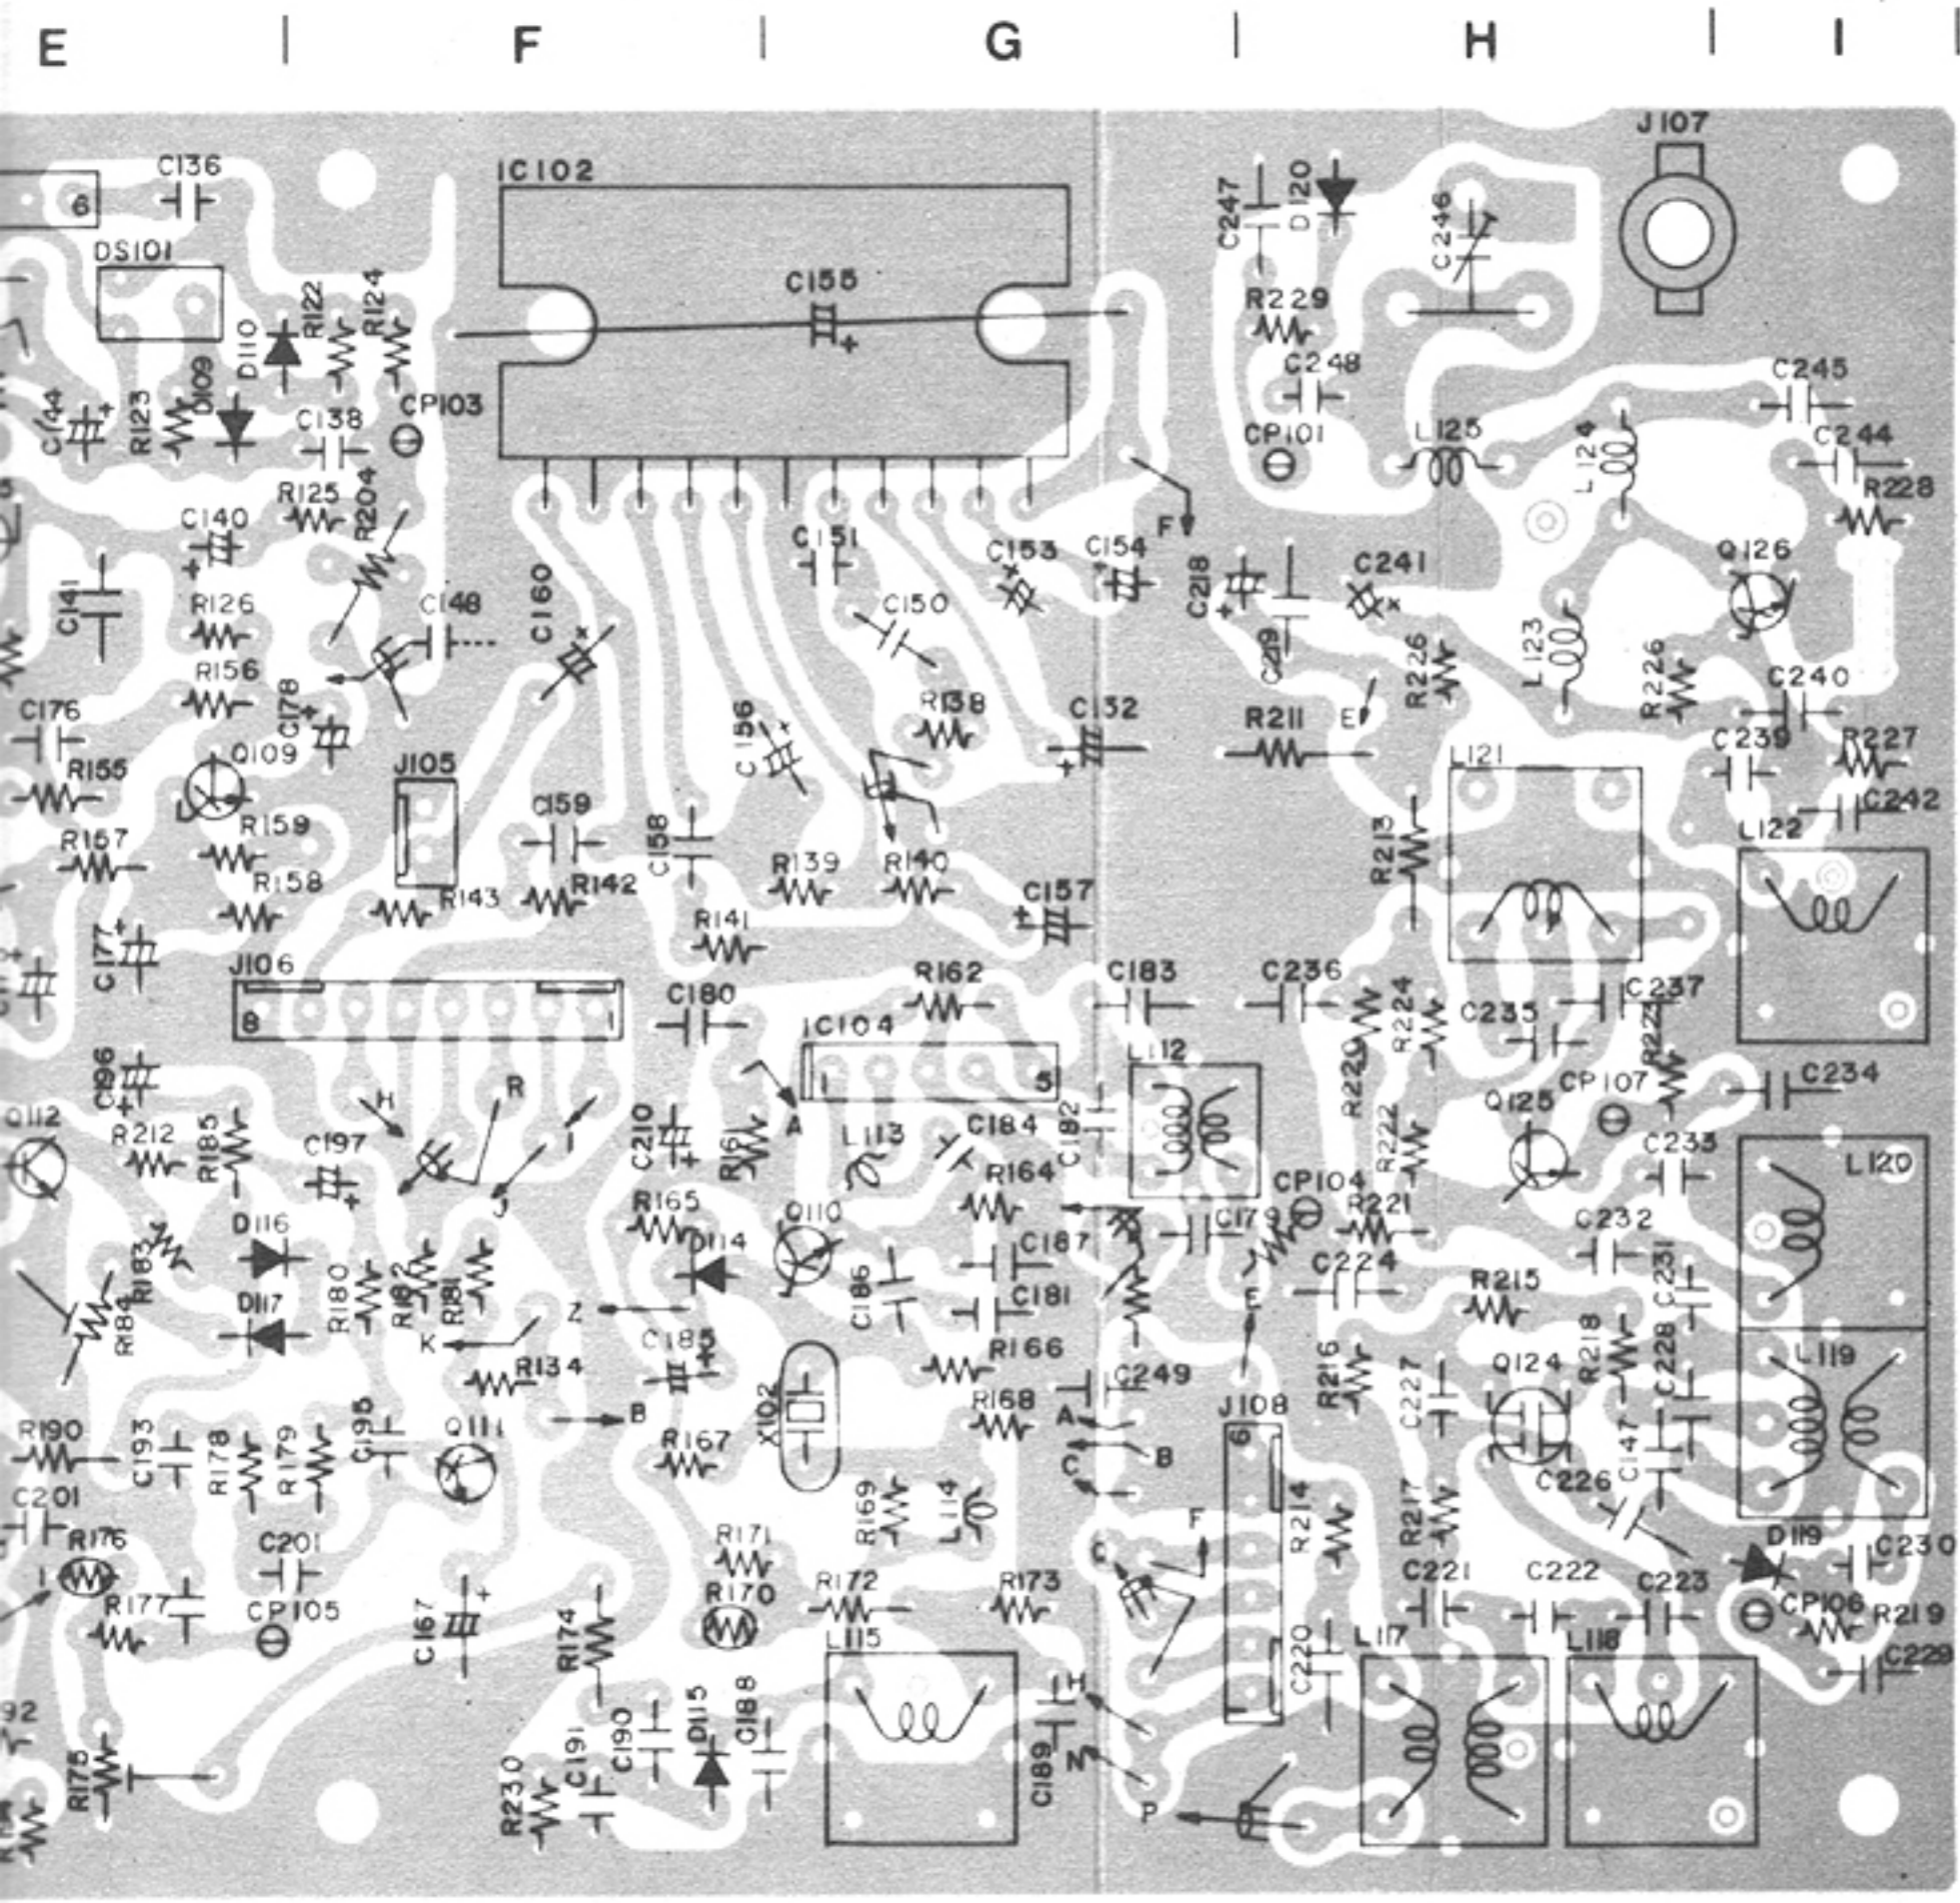 E | F | G | H | I
J107
C136
IC102
6
DS101
C247
D120
C246
R122
R124
C155
+
R229
D110
D109
C248
C245
C144
+
R123
C138
CP103
CP101
L125
L124
C244
R228
R125
R204
C140
+
C151
C153
+
C154
+
F
Q126
C141
C160
C218
+
C241
R126
C148
C150
C219
R226
L123
R226
R156
C176
C178
+
C156
R138
C132
+
R211
E
C240
C239
R227
R155
Q109
J105
L121
C242
R159
C159
C158
R213
L122
R157
R139
R140
R158
R143
R142
C157
+
C177
+
R141
J106
8
1
C180
R162
C183
C236
R224
C235
C237
R223
IC104
1
5
L112
R220
C196
+
H
R
C234
CP107
Q125
Q112
R212
R185
C197
+
I
C210
+
R161
A
L113
C184
C182
R222
C233
L120
R164
J
R165
Q110
CP104
C179
R221
C232
D116
D114
C187
R183
R180
R182
R181
C186
C224
C231
R184
D117
Z
C181
R215
F
K
C185
R166
R216
R218
C228
L119
R134
X102
C249
C227
Q124
R190
C193
R178
R179
C195
Q111
B
R168
A
J108
6
R167
B
C
C147
C226
C201
R169
L114
R214
R217
R176
C201
R171
F
D119
C230
R177
CP105
C167
+
R174
R170
R172
R173
C221
C222
C223
CP106
R219
L115
C220
L117
L118
C229
92
H
R175
C191
C190
D115
C188
C189
N
R230
P